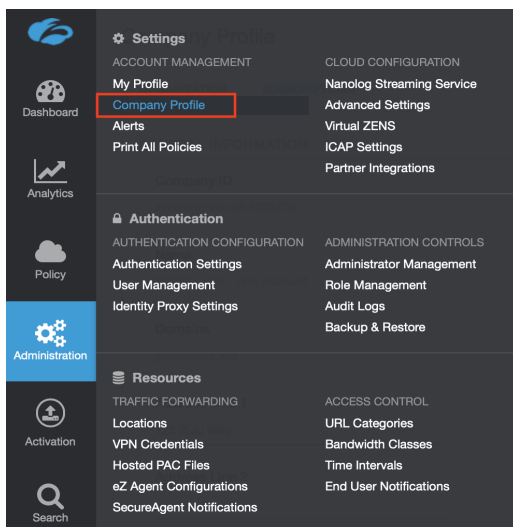 Dashboard
Analytics
Policy
Administration
Activation
Search
Settings
ACCOUNT MANAGEMENT
My Profile
Company Profile
Alerts
Print All Policies
CLOUD CONFIGURATION
Nanolog Streaming Service
Advanced Settings
Virtual ZENS
ICAP Settings
Partner Integrations
Authentication
AUTHENTICATION CONFIGURATION
Authentication Settings
User Management
Identity Proxy Settings
ADMINISTRATION CONTROLS
Administrator Management
Role Management
Audit Logs
Backup & Restore
Resources
TRAFFIC FORWARDING
Locations
VPN Credentials
Hosted PAC Files
eZ Agent Configurations
SecureAgent Notifications
ACCESS CONTROL
URL Categories
Bandwidth Classes
Time Intervals
End User Notifications
Company ID